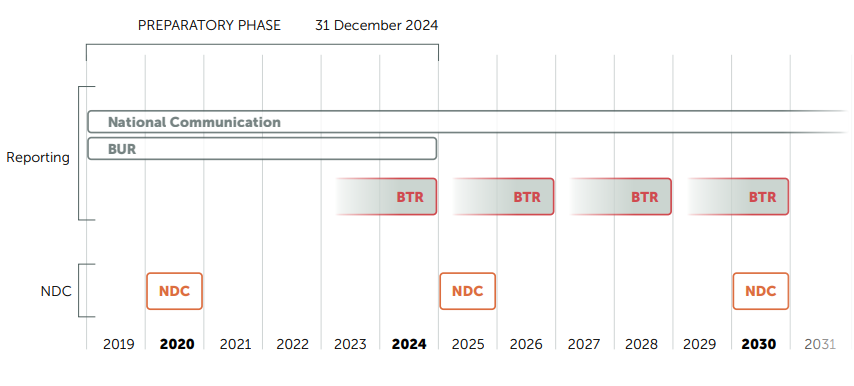 PREPARATORY PHASE 31 December 2024
National Communication
BUR
Reporting
BTR BTR BTR BTR
NDC NDC NDC NDC
2019 2020 2021 2022 2023 2024 2025 2026 2027 2028 2029 2030 2031